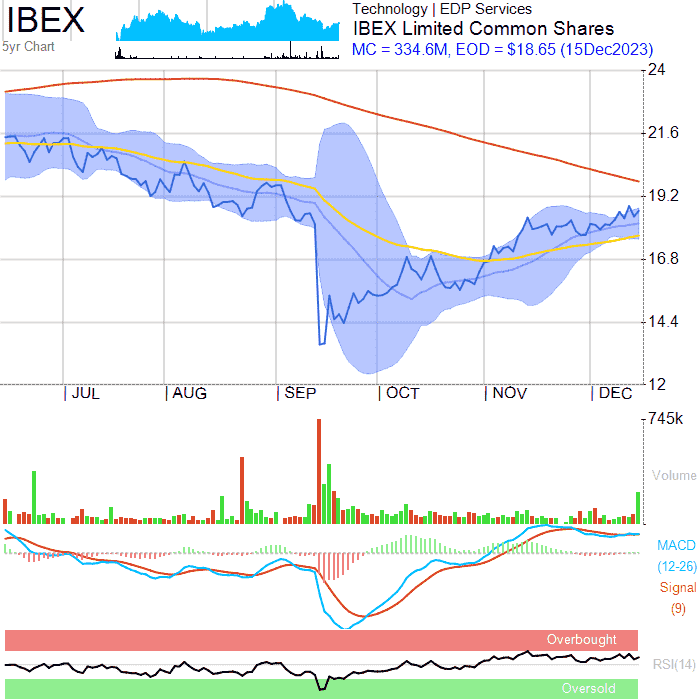 IBEX
5yr Chart
Technology | EDP Services
IBEX Limited Common Shares
MC = 334.6M, EOD = $18.65 (15Dec2023)
24
21.6
19.2
16.8
14.4
12
JUL AUG SEP OCT NOV DEC
745k
Volume
MACD
(12-26)
Signal
(9)
Overbought
RSI(14)
Oversold